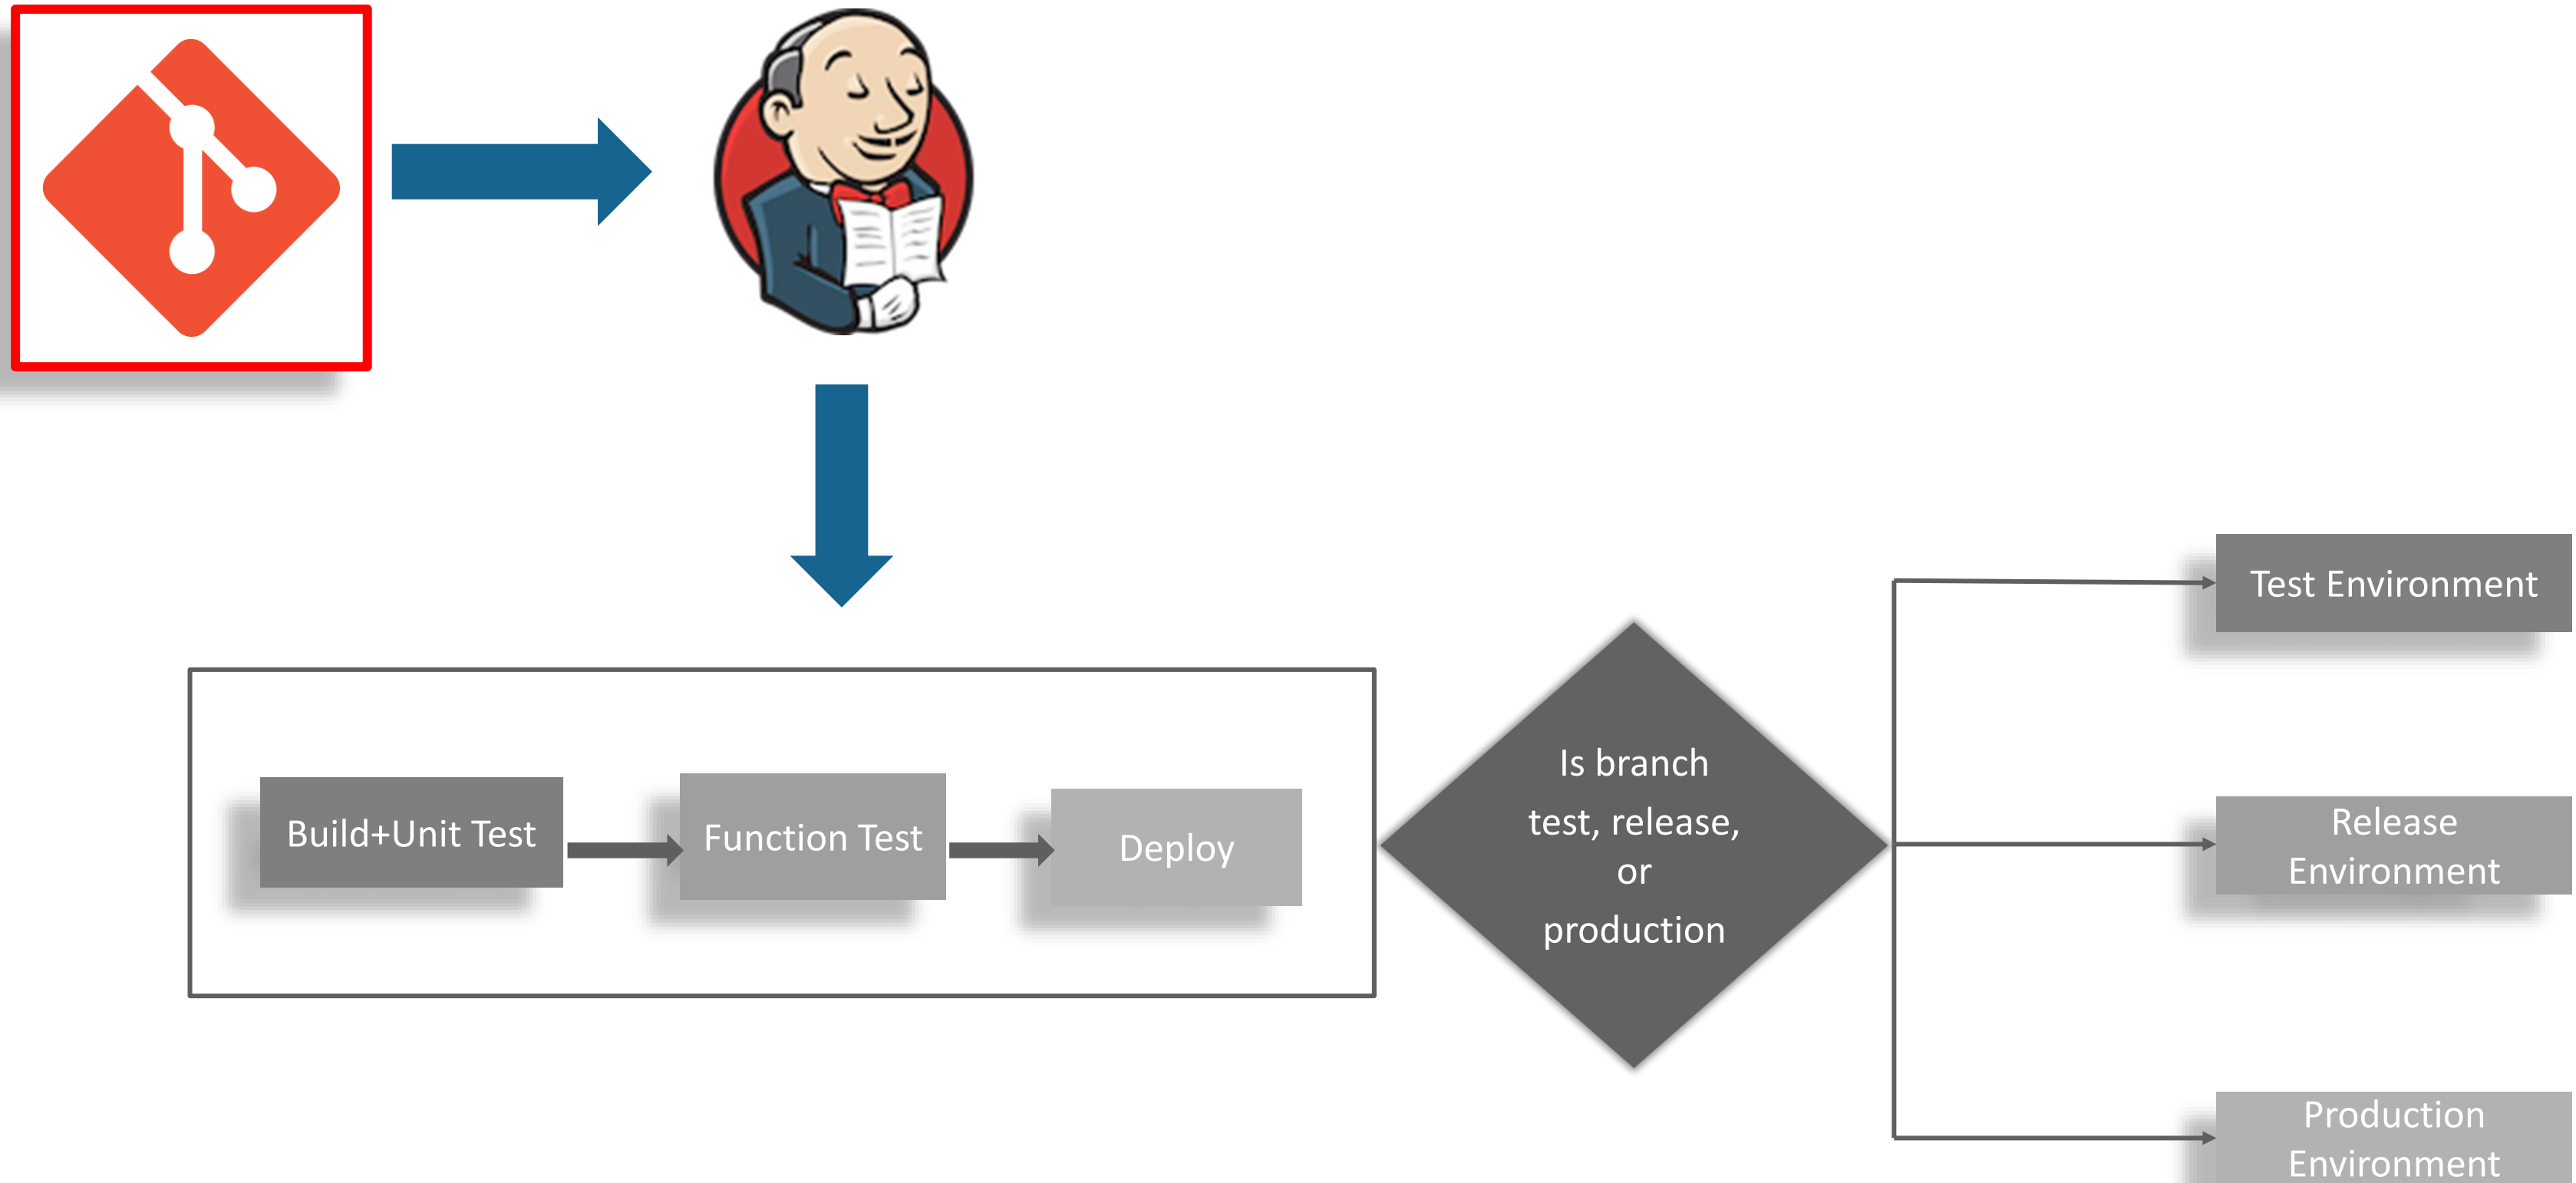 Test Environment
Is branch
test, release,
or
production
Build+Unit Test
Function Test
Deploy
Release
Environment
Production
Environment